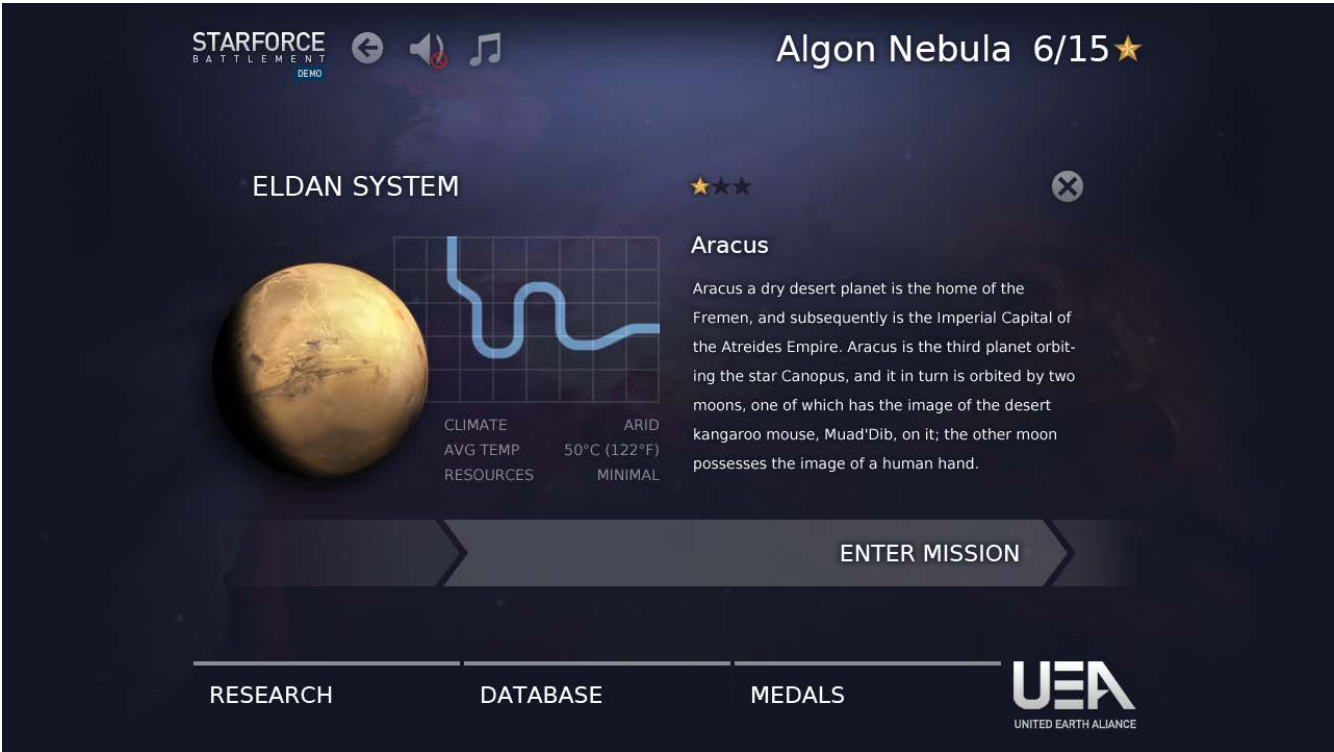 STARFORCE
BATTLEMENT
DEMO
Algon Nebula 6/15
ELDAN SYSTEM
Aracus
Aracus a dry desert planet is the home of the
Fremen, and subsequently is the Imperial Capital of
the Atreides Empire. Aracus is the third planet orbit-
ing the star Canopus, and it in turn is orbited by two
moons, one of which has the image of the desert
kangaroo mouse, Muad'Dib, on it; the other moon
possesses the image of a human hand.
CLIMATE ARID
AVG TEMP 50°C (122°F)
RESOURCES MINIMAL
ENTER MISSION
RESEARCH
DATABASE
MEDALS
UEA
UNITED EARTH ALIANCE